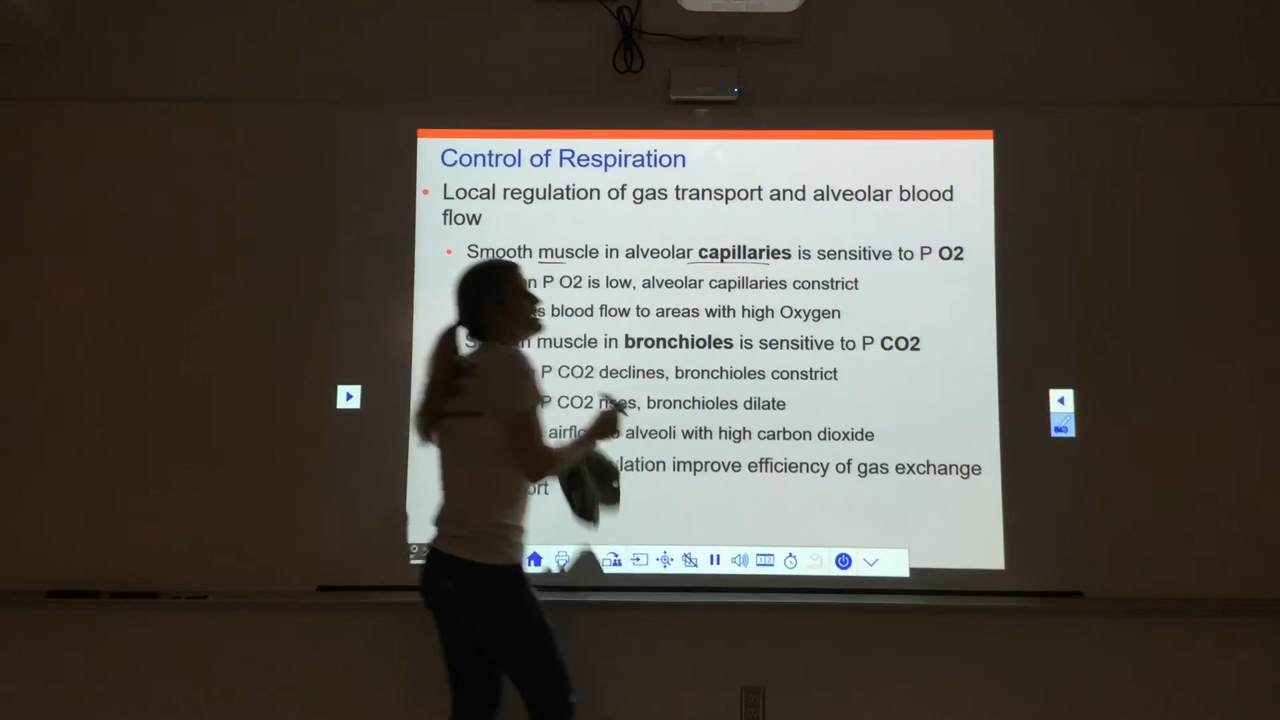 Control of Respiration
Local regulation of gas transport and alveolar blood
flow
Smooth muscle in alveolar capillaries is sensitive to P O2
P O2 is low, alveolar capillaries constrict
blood flow to areas with high Oxygen
muscle in bronchioles is sensitive to P CO2
P CO2 declines, bronchioles constrict
P CO2 rises, bronchioles dilate
alveoli with high carbon dioxide
improve efficiency of gas exchange